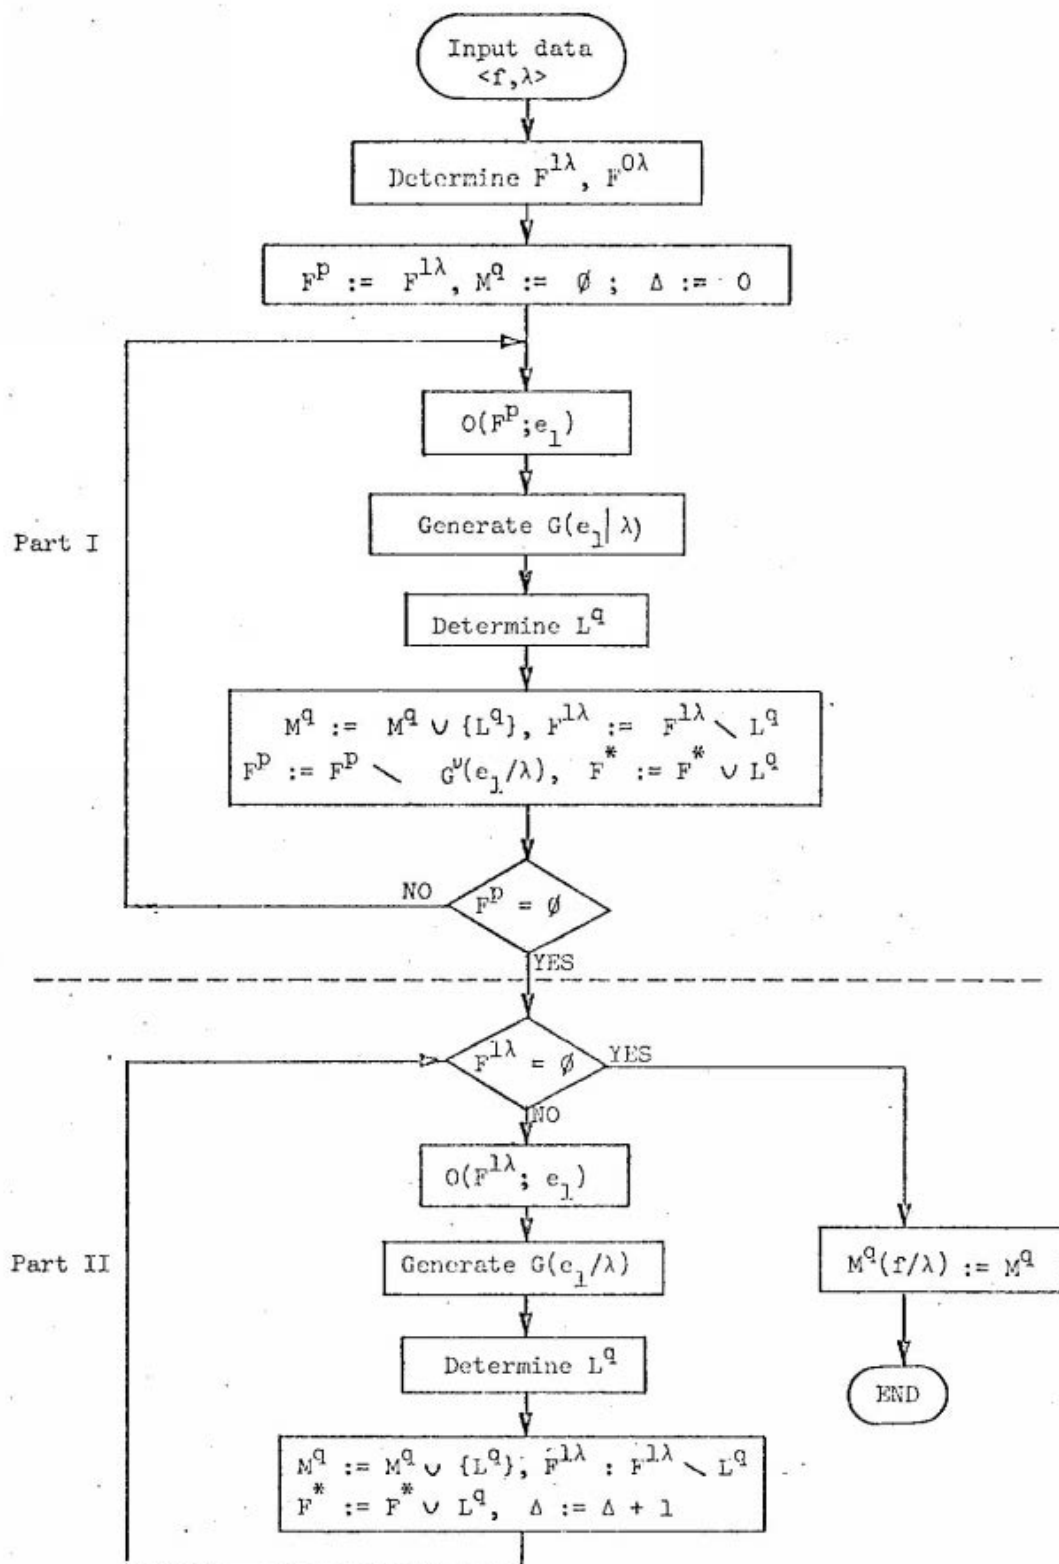 Input data
<f,λ>
Determine F^1λ, F^0λ
F^p := F^1λ, M^q := ∅ ; Δ := 0
O(F^p;e_1)
Generate G(e_1| λ)
Part I
Determine L^q
M^q := M^q ∪ {L^q}, F^1λ := F^1λ \ L^q
F^p := F^p \ G^υ(e_1/λ), F^* := F^* ∪ L^q
NO
F^p = ∅
YES
F^1λ = ∅
YES
NO
O(F^1λ; e_1)
Part II
Generate G(e_1/λ)
M^q(f/λ) := M^q
Determine L^q
END
M^q := M^q ∪ {L^q}, F^1λ : F^1λ \ L^q
F^* := F^* ∪ L^q, Δ := Δ + 1